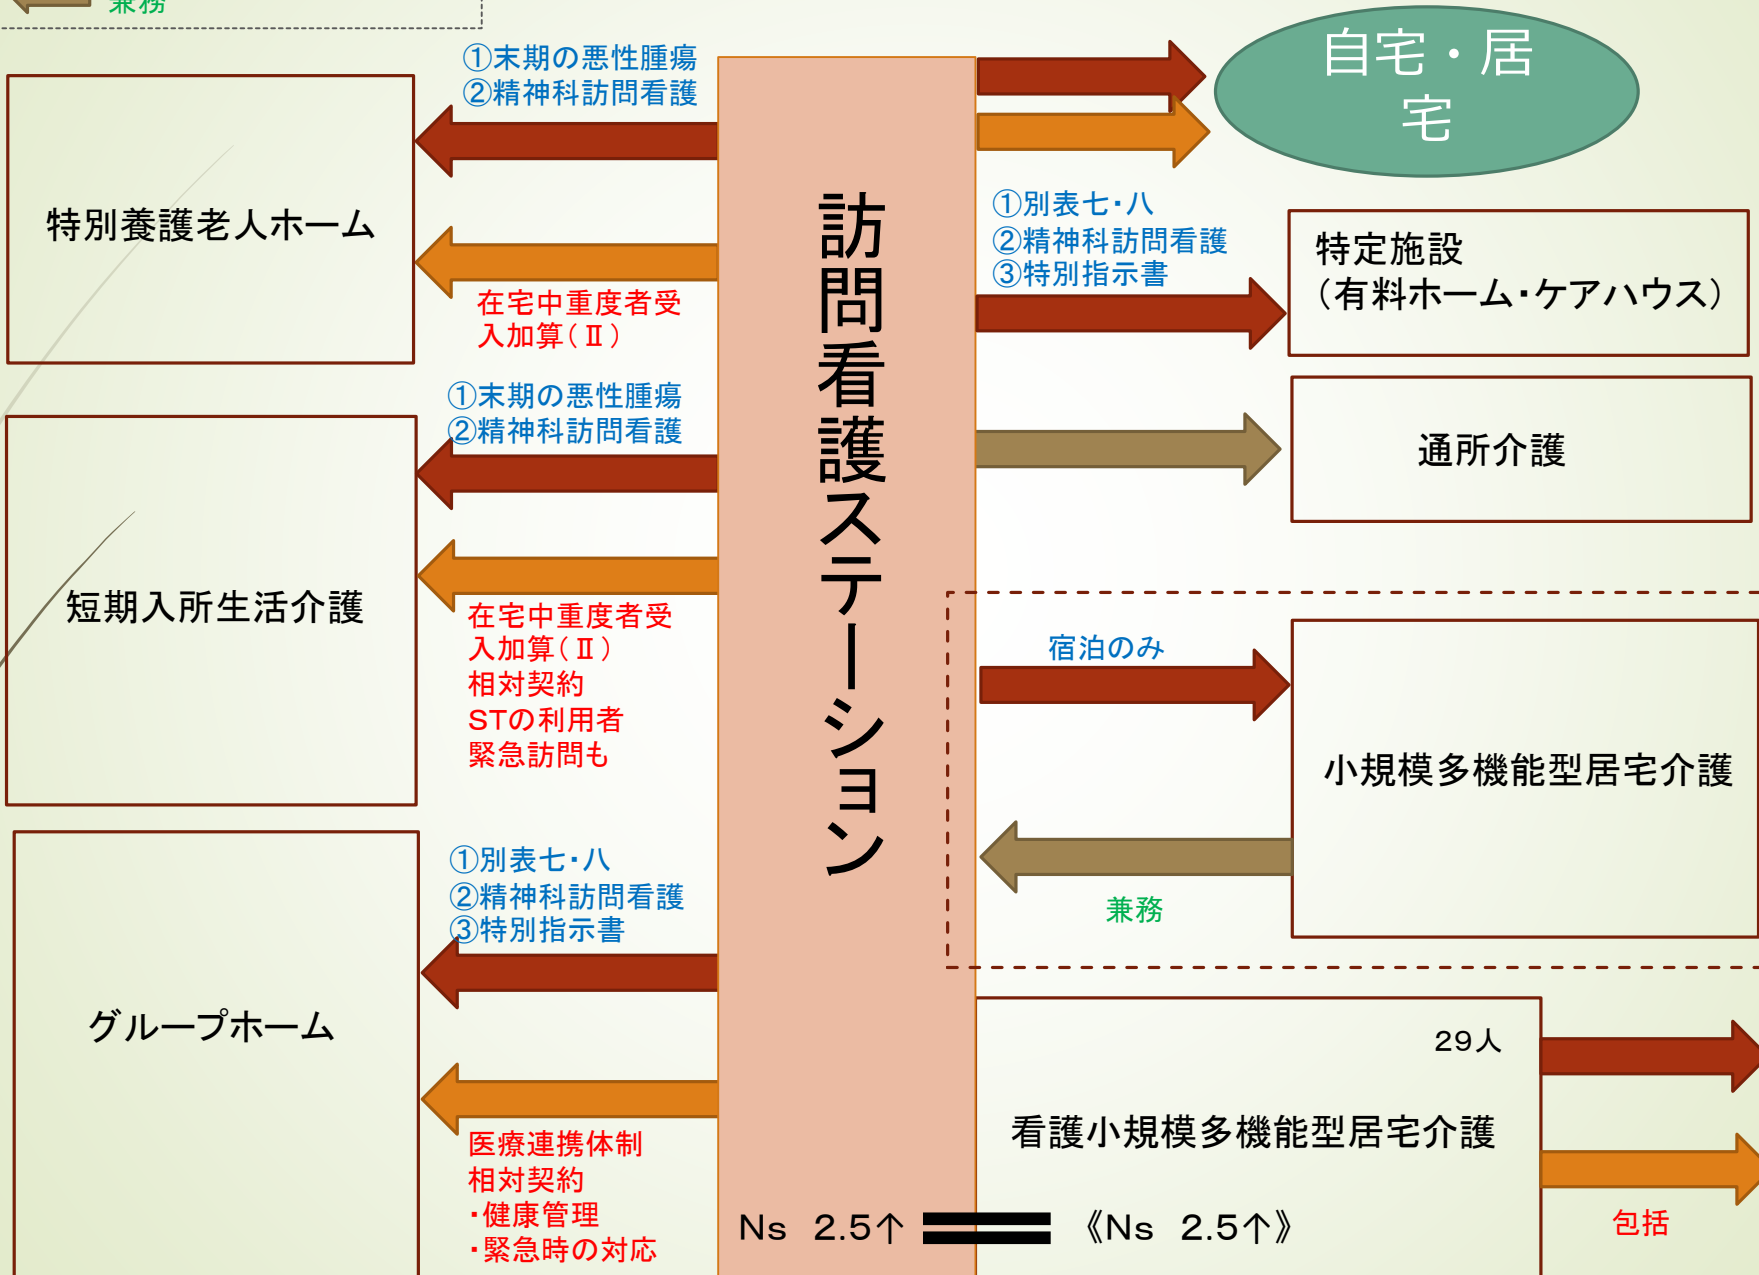 兼務
①末期の悪性腫瘍
②精神科訪問看護
特別養護老人ホーム
在宅中重度者受
入加算(Ⅱ)
①末期の悪性腫瘍
②精神科訪問看護
短期入所生活介護
在宅中重度者受
入加算(Ⅱ)
相対契約
STの利用者
緊急訪問も
①別表七・八
②精神科訪問看護
③特別指示書
グループホーム
医療連携体制
相対契約
・健康管理
・緊急時の対応
訪問看護ステーション
Ns 2.5↑
自宅・居
宅
①別表七・八
②精神科訪問看護
③特別指示書
特定施設
(有料ホーム・ケアハウス)
通所介護
宿泊のみ
小規模多機能型居宅介護
兼務
29人
看護小規模多機能型居宅介護
《Ns 2.5↑》
包括